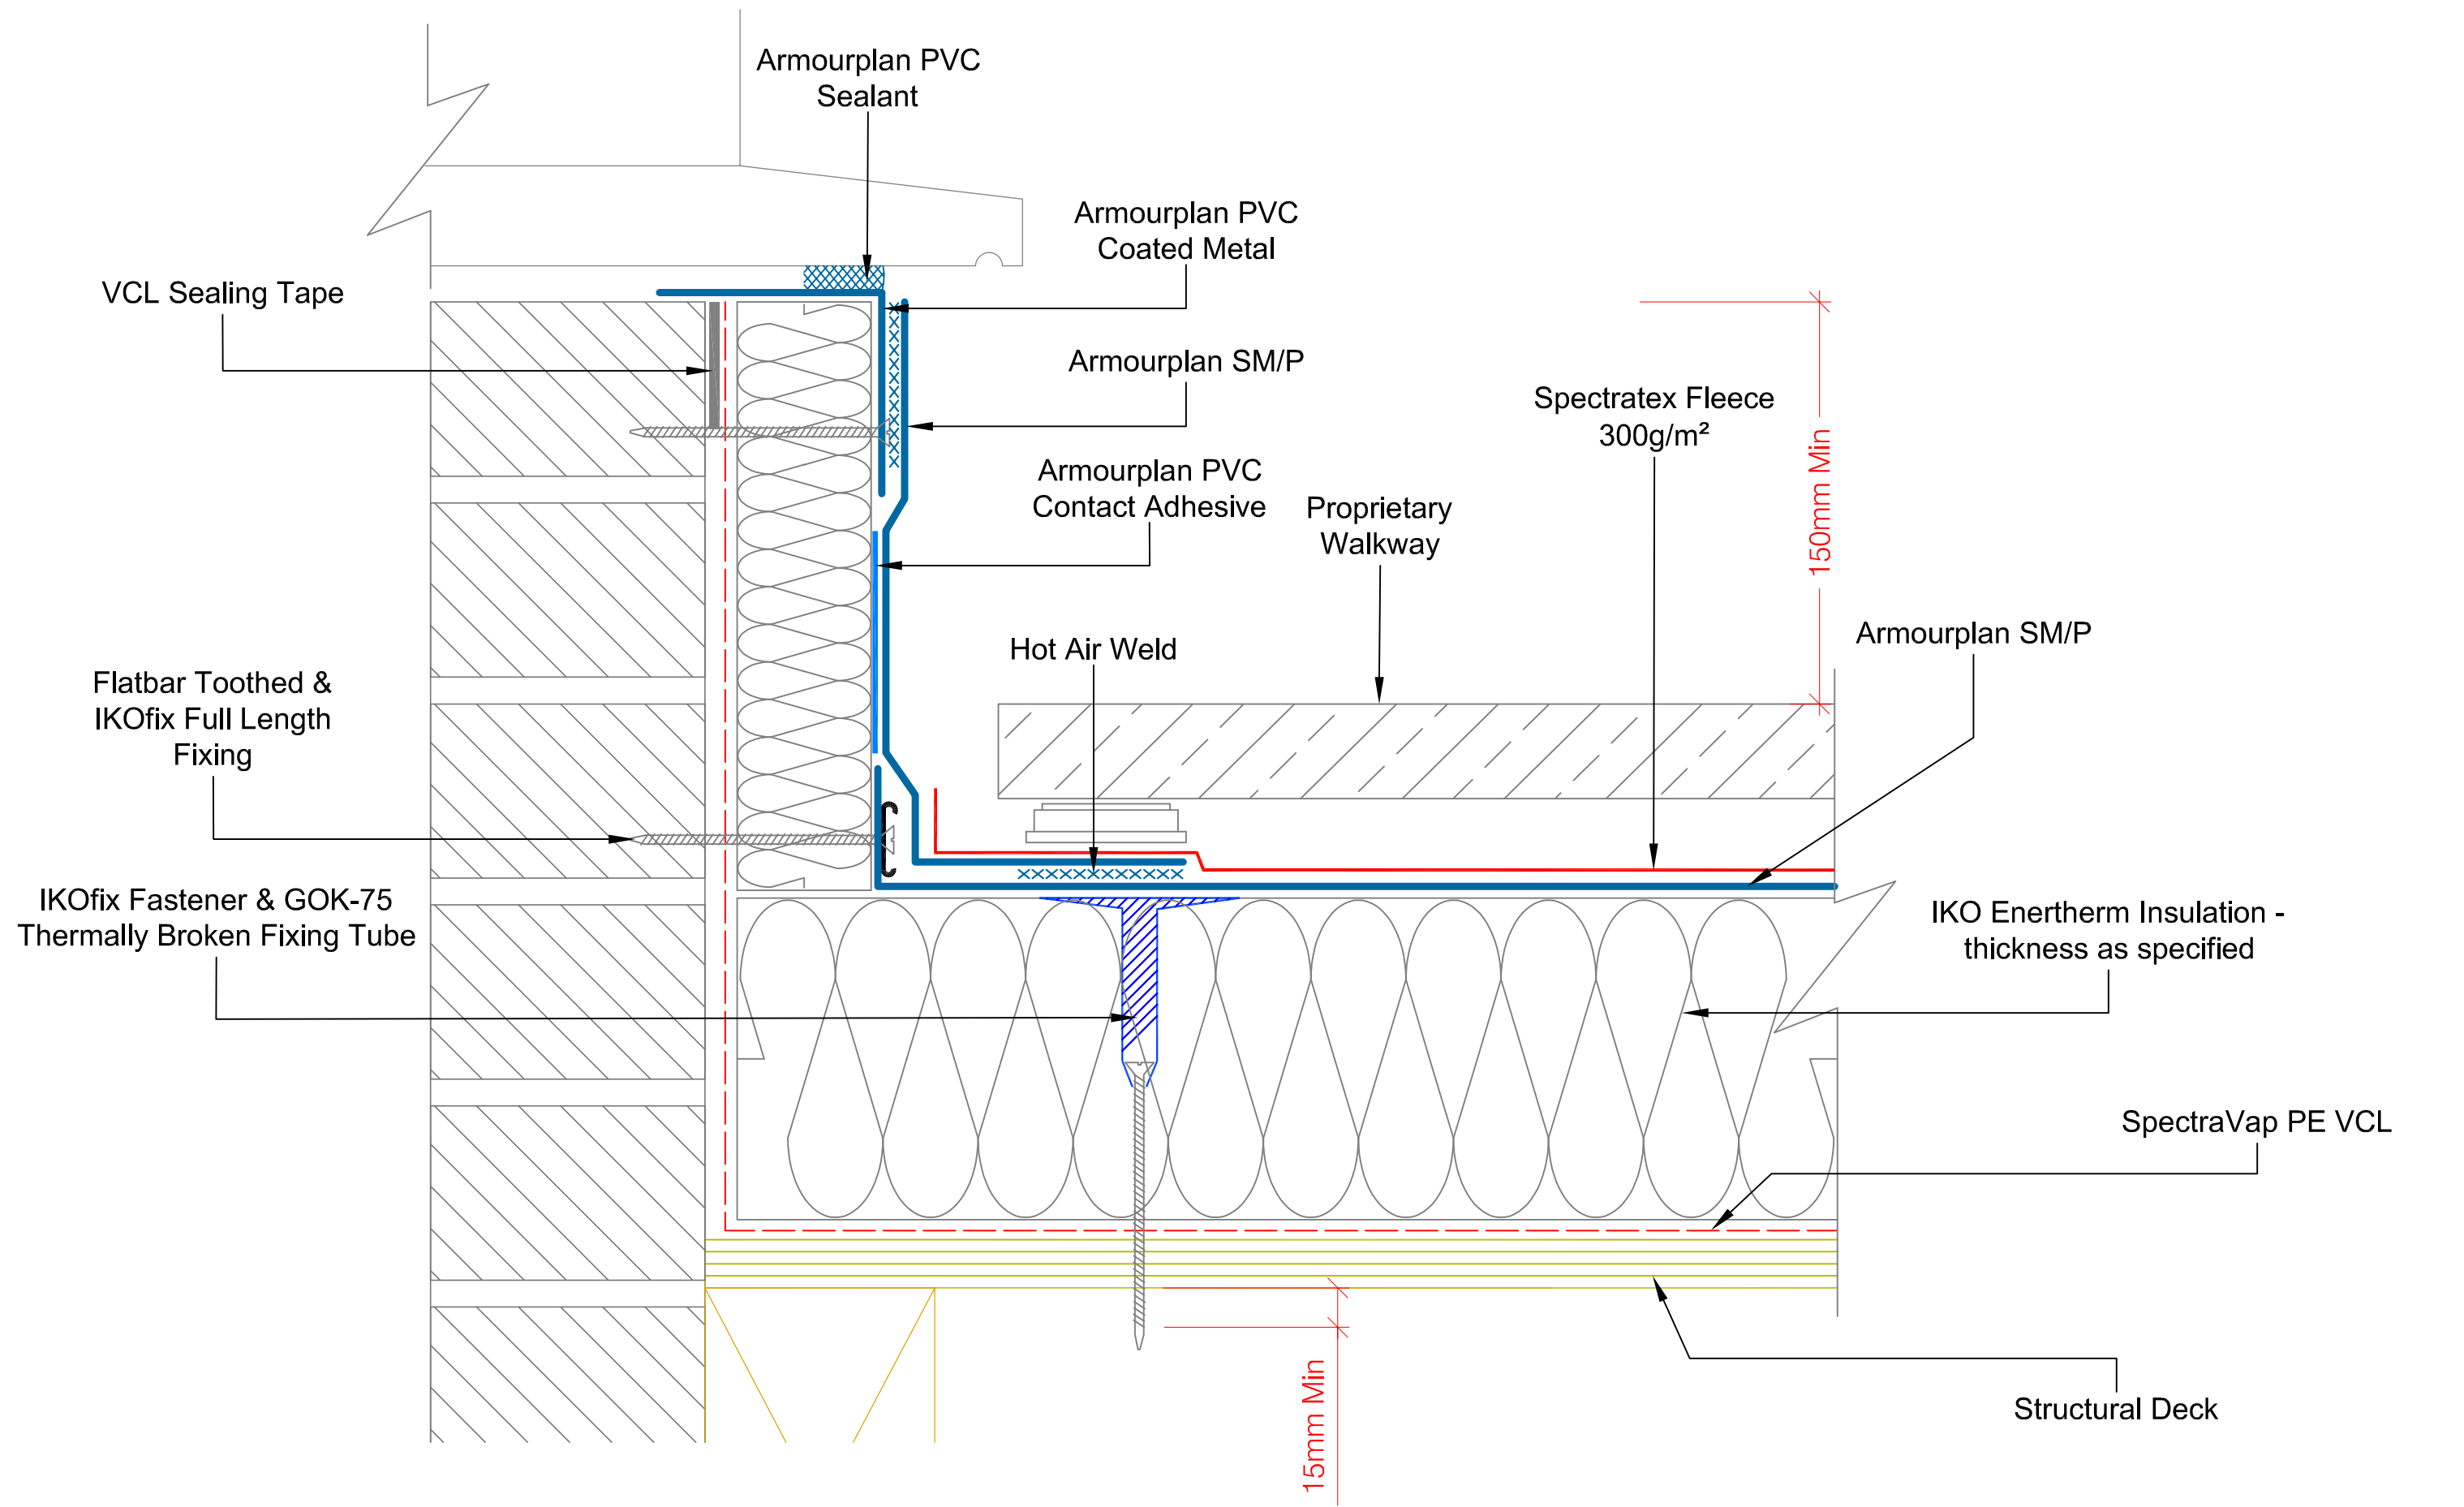 Armourplan PVC
Sealant
Armourplan PVC
Coated Metal
VCL Sealing Tape
Armourplan SM/P
Spectratex Fleece
300g/m²
150mm Min
Armourplan PVC
Contact Adhesive
Proprietary
Walkway
Hot Air Weld
Armourplan SM/P
Flatbar Toothed &
IKOfix Full Length
Fixing
IKOfix Fastener & GOK-75
Thermally Broken Fixing Tube
IKO Enertherm Insulation -
thickness as specified
SpectraVap PE VCL
15mm Min
Structural Deck